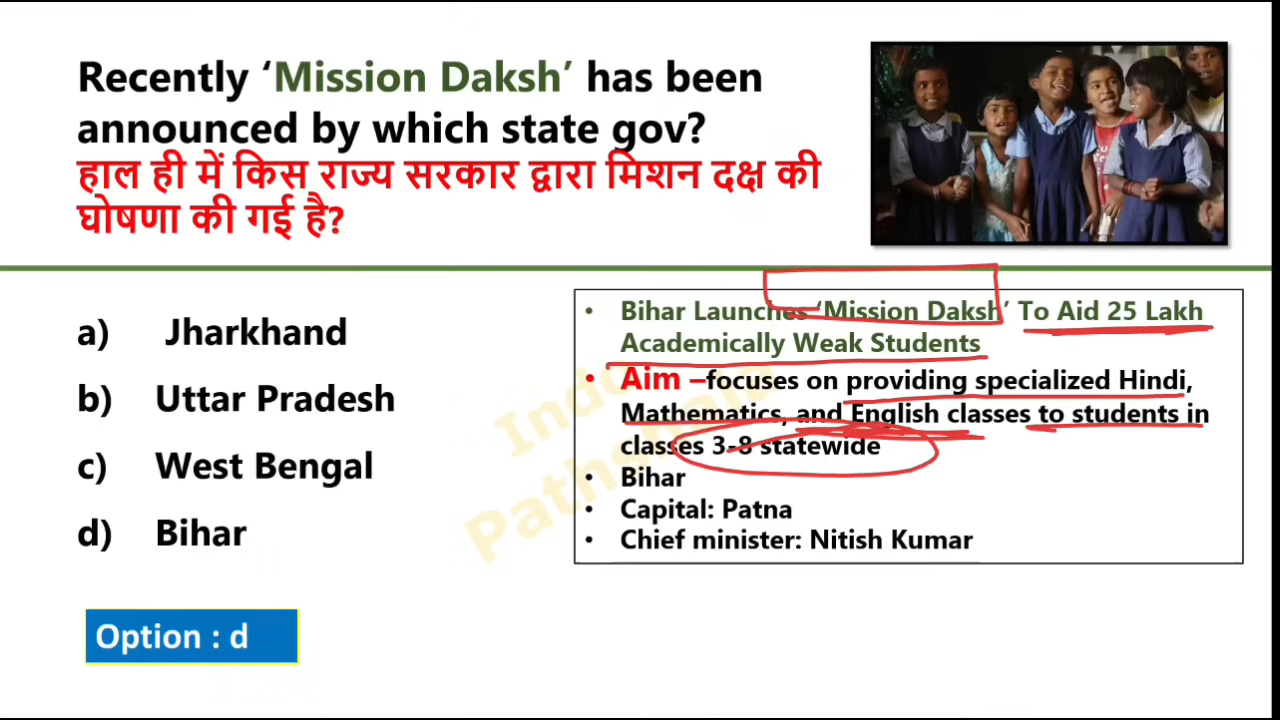 Recently ‘Mission Daksh’ has been
announced by which state gov?
हाल ही में किस राज्य सरकार द्वारा मिशन दक्ष की
घोषणा की गई है?
a) Jharkhand
b) Uttar Pradesh
c) West Bengal
d) Bihar
Option : d
• Bihar Launches ‘Mission Daksh’ To Aid 25 Lakh
Academically Weak Students
• Aim –focuses on providing specialized Hindi,
Mathematics, and English classes to students in
classes 3-8 statewide
• Bihar
• Capital: Patna
• Chief minister: Nitish Kumar